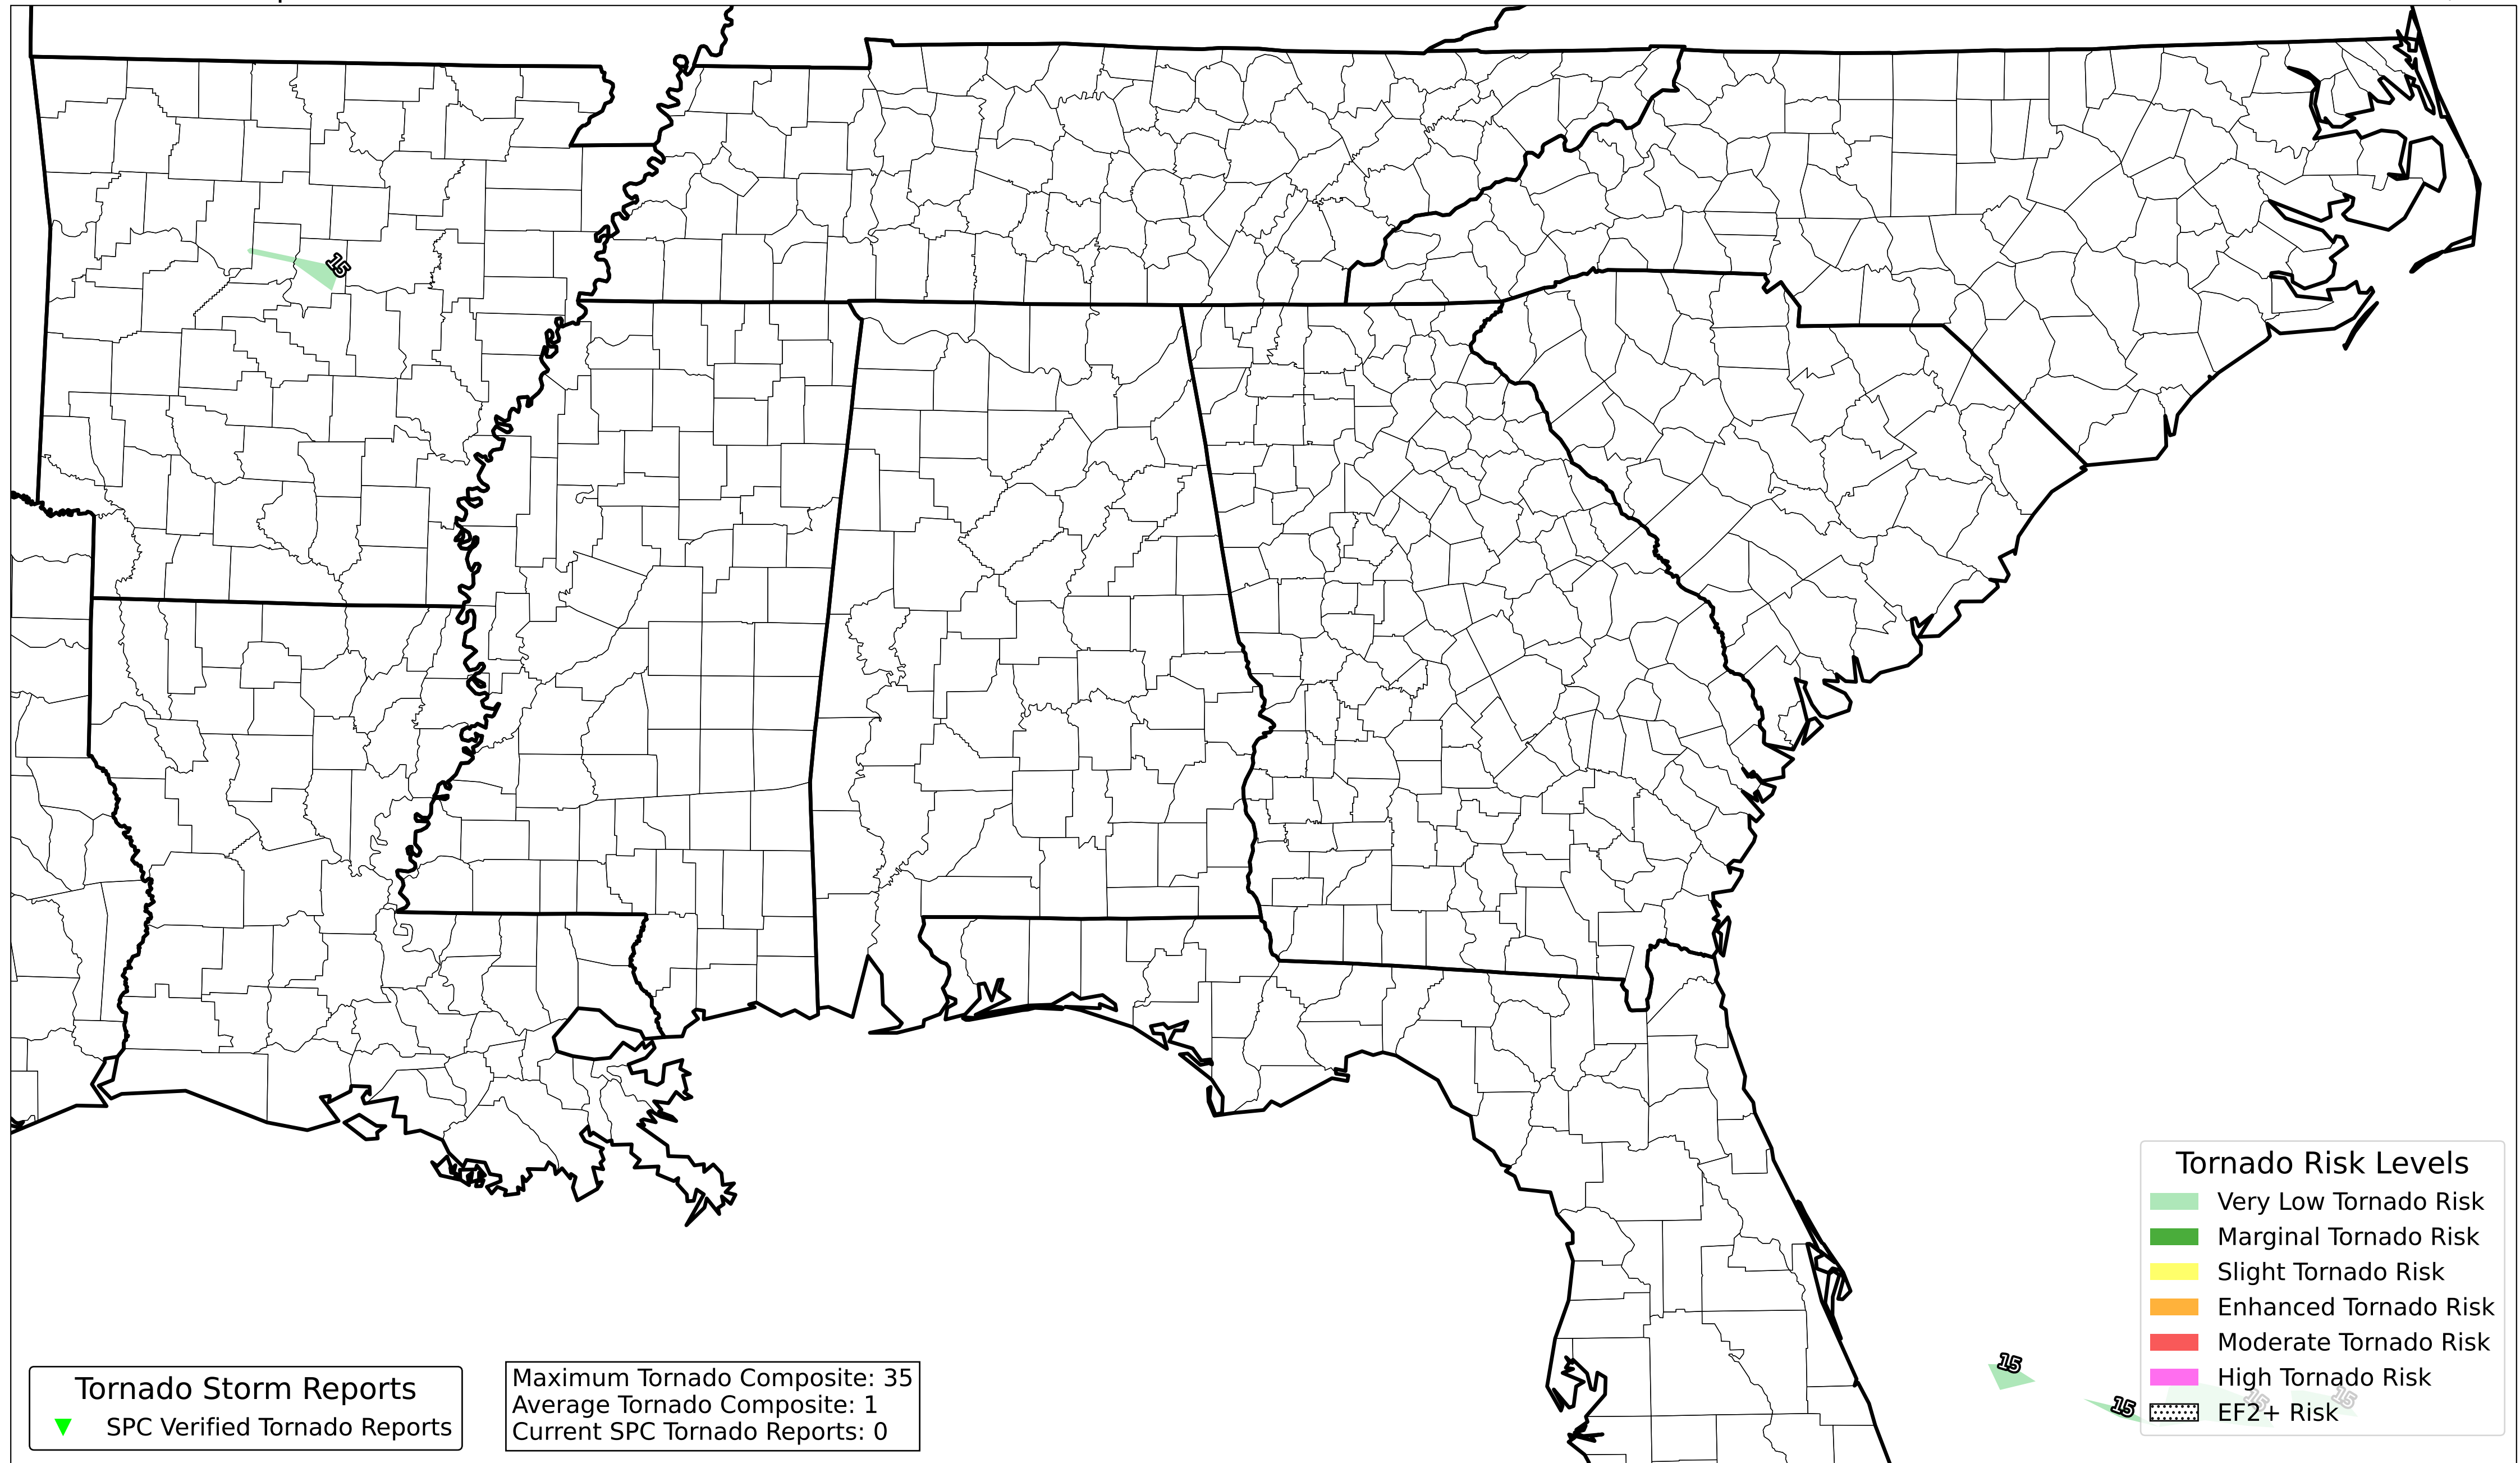 15
15
15
15
15
Tornado Risk Levels
Very Low Tornado Risk
Marginal Tornado Risk
Slight Tornado Risk
Enhanced Tornado Risk
Moderate Tornado Risk
High Tornado Risk
EF2+ Risk
Tornado Storm Reports
SPC Verified Tornado Reports
Maximum Tornado Composite: 35
Average Tornado Composite: 1
Current SPC Tornado Reports: 0